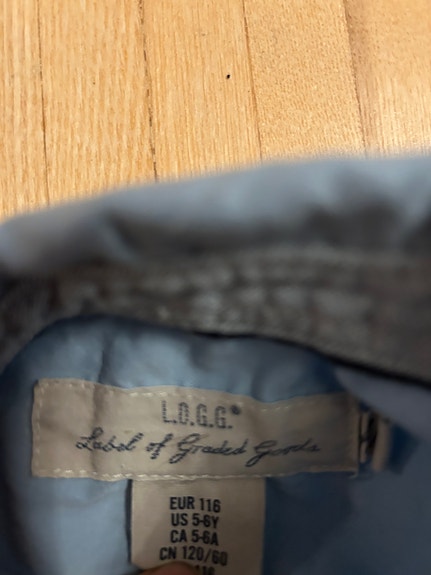 L.O.G.G.®
Label of Graded Goods
EUR 116
US 5-6Y
CA 5-6A
CN 120/60